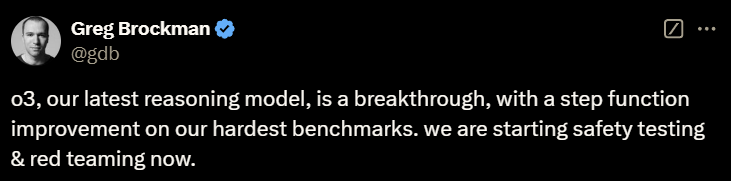 Greg Brockman
@gdb
o3, our latest reasoning model, is a breakthrough, with a step function
improvement on our hardest benchmarks. we are starting safety testing
& red teaming now.